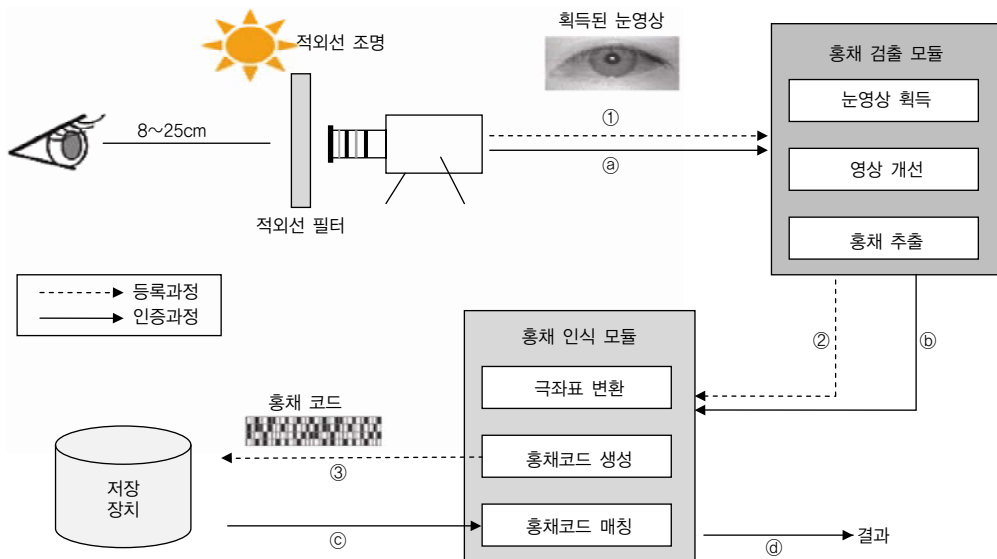 획득된 눈영상
적외선 조명
홍채 검출 모듈
눈영상 획득
①
8~25cm
ⓐ
영상 개선
적외선 필터
홍채 추출
등록과정
인증과정
홍채 인식 모듈
②
ⓑ
극좌표 변환
홍채 코드
홍채코드 생성
③
저장
장치
홍채코드 매칭
ⓒ
ⓓ
결과